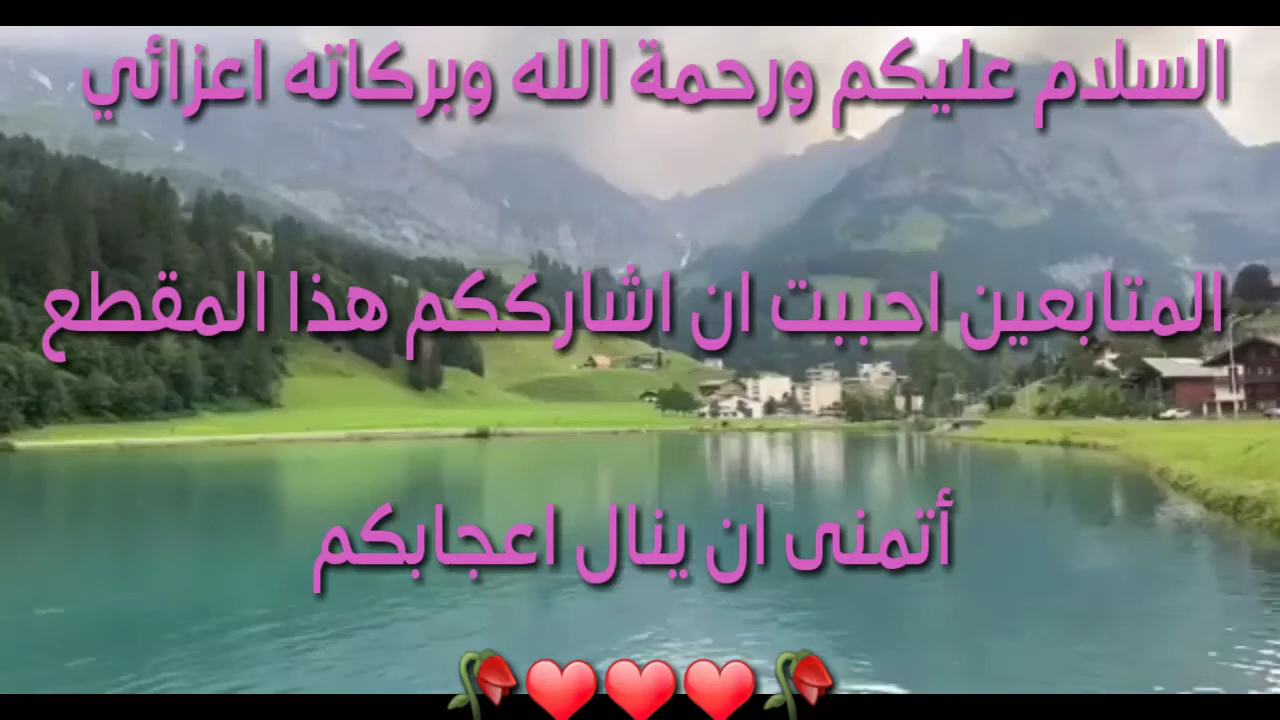 السلام عليكم ورحمة الله وبركاته اعزائي
المتابعين احببت ان اشارككم هذا المقطع
أتمنى ان ينال اعجابكم
🥀❤️❤️❤️🥀